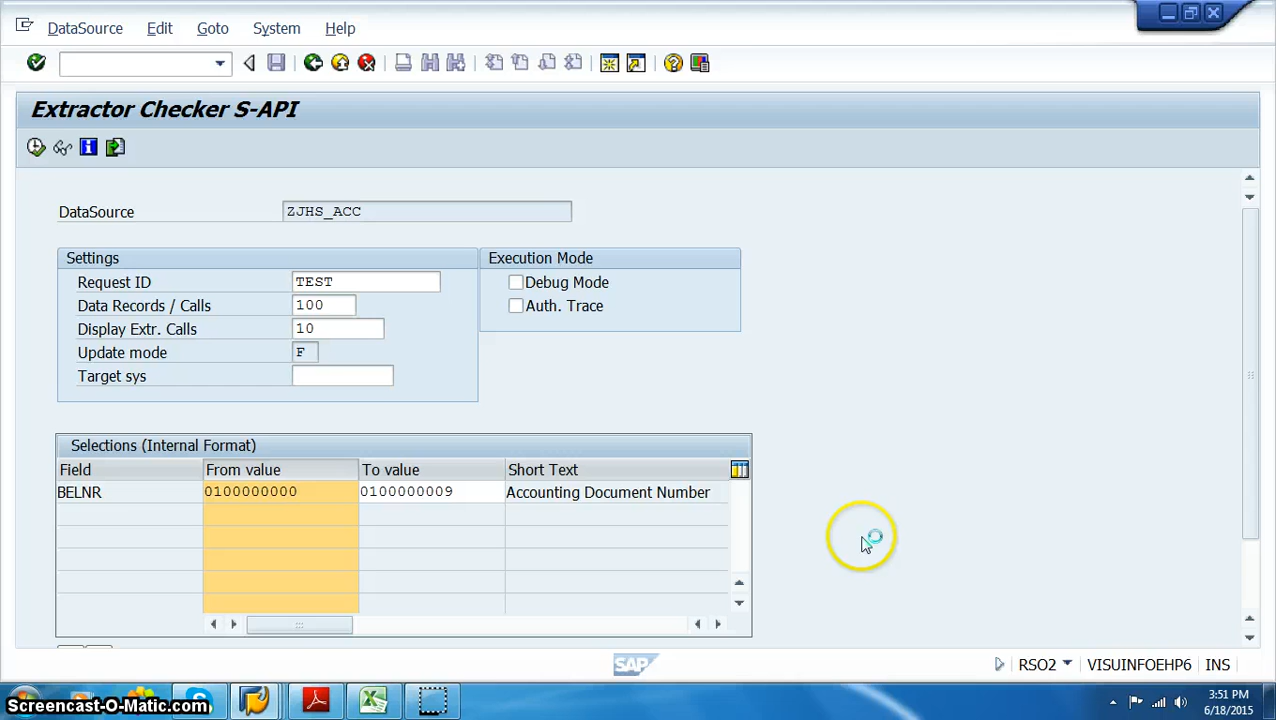 DataSource Edit Goto System Help
Extractor Checker S-API
DataSource ZJHS_ACC
Settings Execution Mode
Request ID TEST Debug Mode
Data Records / Calls 100 Auth. Trace
Display Extr. Calls 10
Update mode F
Target sys
Selections (Internal Format)
Field From value To value Short Text
BELNR 0100000000 0100000009 Accounting Document Number
SAP RSO2 VISUINFOEHP6 INS
Screencast-O-Matic.com
3:51 PM
6/18/2015